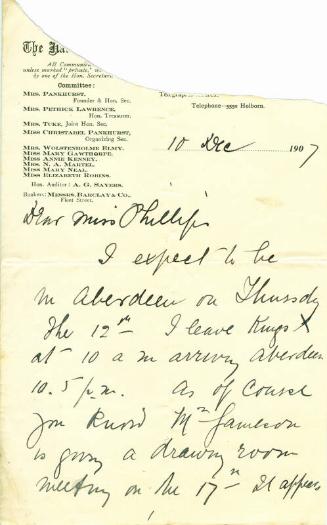 The
All Commun
unless marked "private,"
by one of the Hon. Secretar
Committee:
MRS. PANKHURST,
Founder & Hon. Sec.
MRS. PETHICK LAWRENCE,
Hon. Treasurer.
MRS. TUKE, Joint Hon. Sec.
MISS CHRISTABEL PANKHURST,
Organizing Sec.
MRS. WOLSTENHOLME ELMY.
MISS MARY GAWTHORPE.
MISS ANNIE KENNEY.
MRS. N. A. MARTEL.
MISS MARY NEAL.
MISS ELIZABETH ROBINS.
Hon. Auditor: A. G. SAYERS.
Bankers: MESSRS. BARCLAY & CO.,
Fleet Street.
Telephone—5550 Holborn.
10 Dec 1907
Dear Miss Phillips
I expect to be
in Aberdeen on Thursdy
the 12th I leave Kings X
at 10 a m arriving Aberdeen
10.5 p.m. As of course
you know Mrs Jameson
is giving a drawing room
meeting on the 17th It appears